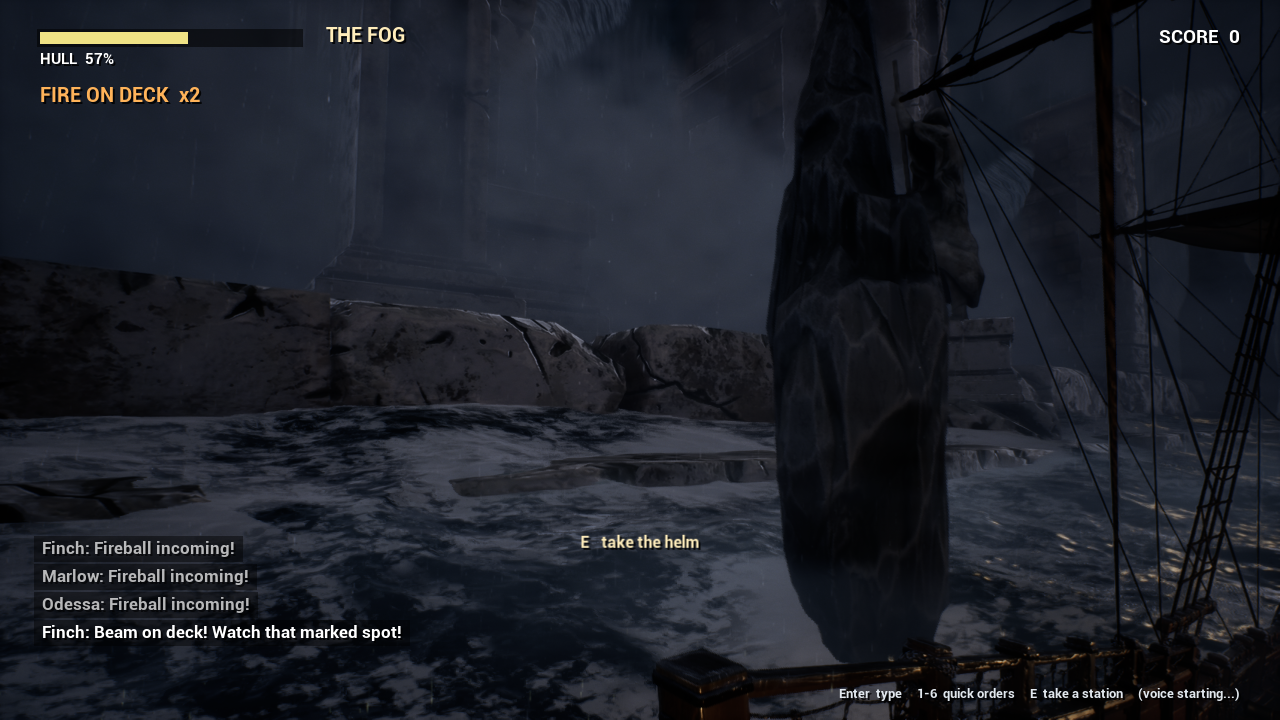 THE FOG
SCORE 0
HULL 57%
FIRE ON DECK x2
E take the helm
Finch: Fireball incoming!
Marlow: Fireball incoming!
Odessa: Fireball incoming!
Finch: Beam on deck! Watch that marked spot!
Enter type 1-6 quick orders E take a station (voice starting...)